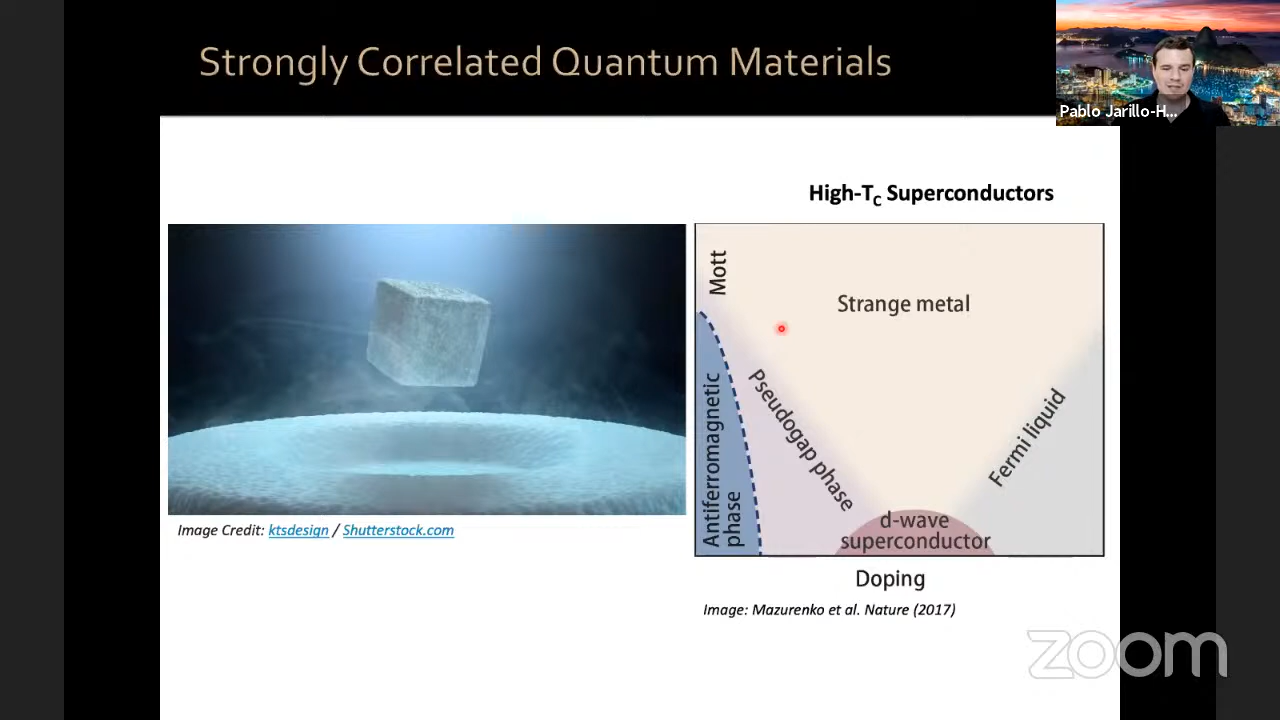 Strongly Correlated Quantum Materials
Pablo Jarillo-H...
High-TC Superconductors
Mott
Strange metal
Antiferromagnetic
phase
Pseudogap phase
Fermi liquid
d-wave
superconductor
Doping
Image Credit: ktsdesign / Shutterstock.com
Image: Mazurenko et al. Nature (2017)
zoom